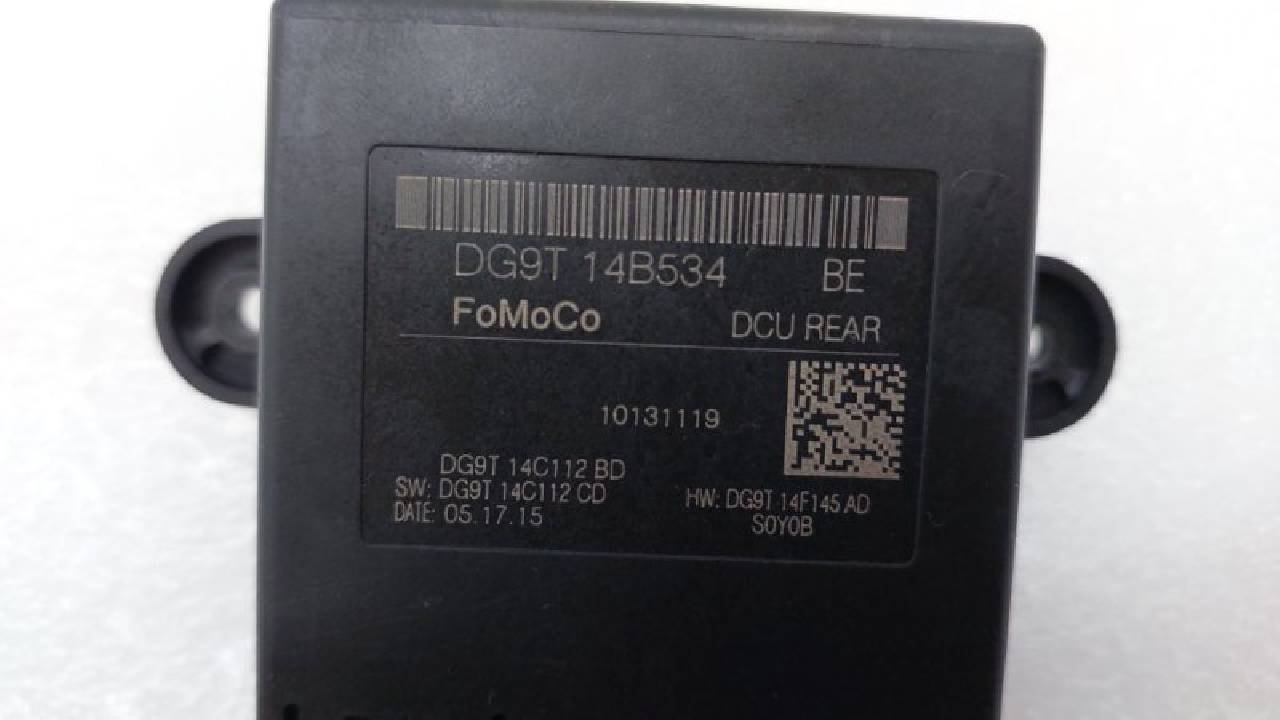 DG9T 14B534 BE
FoMoCo DCU REAR
10131119
DG9T 14C112 BD
SW: DG9T 14C112 CD
DATE: 05.17.15
HW: DG9T 14F145 AD
S0Y0B